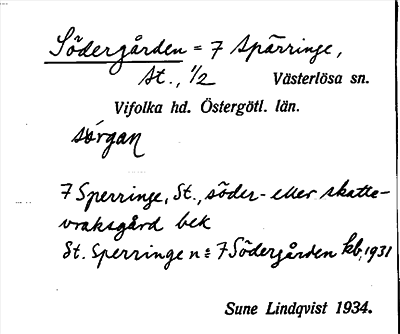 Södergården = 7 Spärringe,
St., 1/2 Västerlösa sn.
Vifolka hd. Östergötl. län.
sörgan
7 Sperringe, St., söder- eller skatte-
vraksgård bek
St. Sperringe n:o 7 Södergården kb, 1931
Sune Lindqvist 1934.